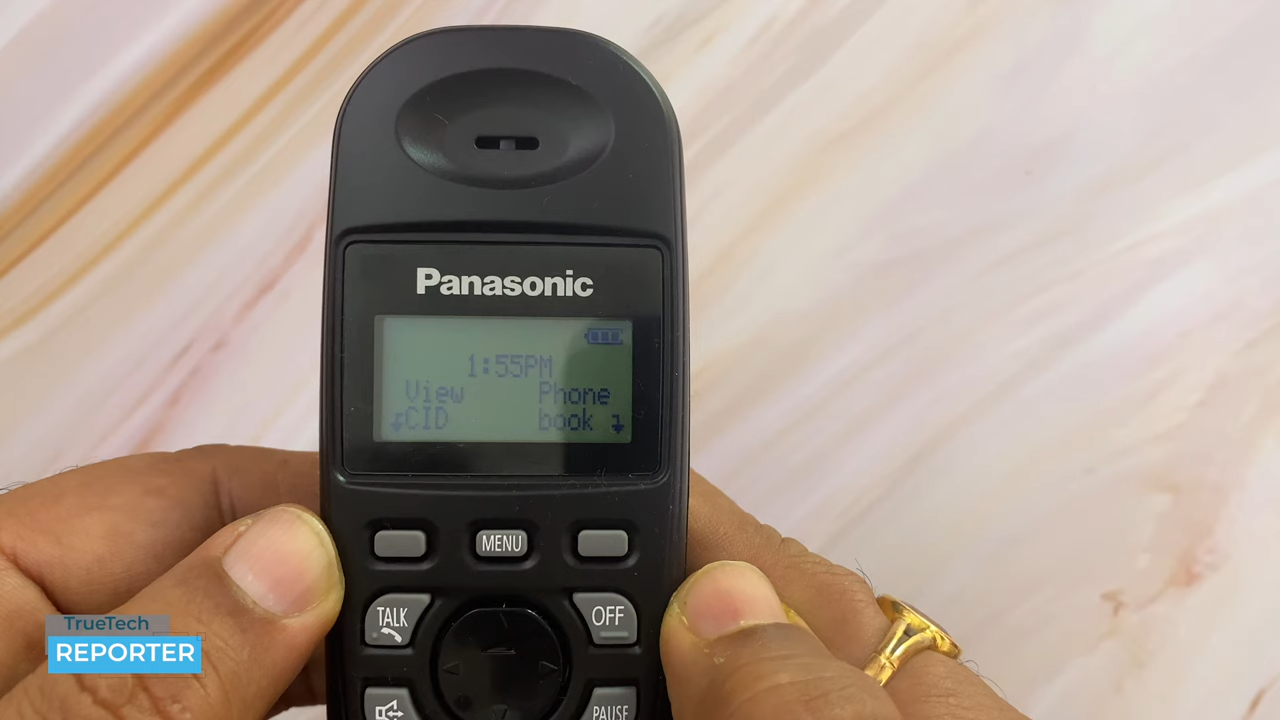 Panasonic
1:55PM
View Phone
CID book
MENU
TALK OFF
PAUSE
TrueTech
REPORTER